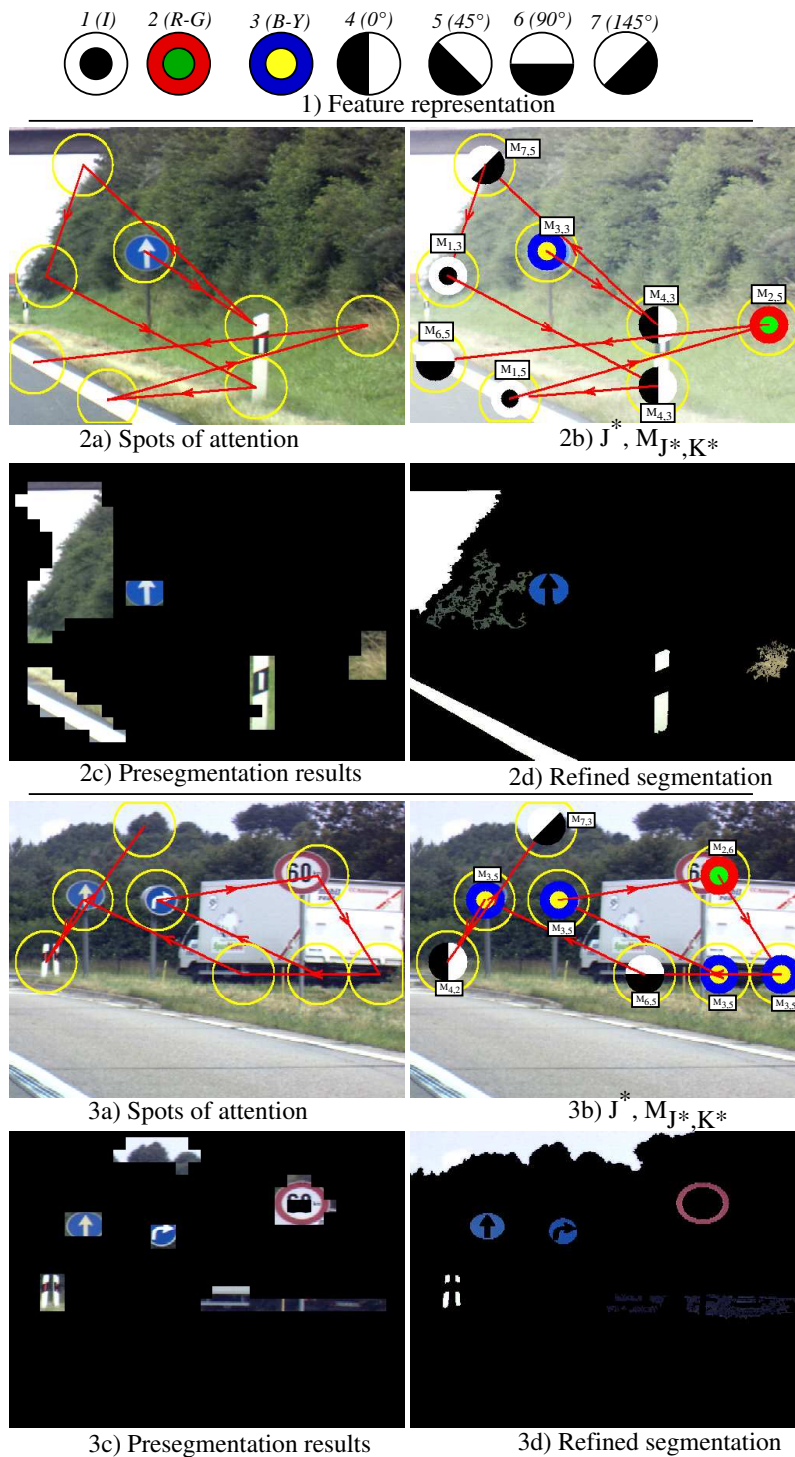 1 (I) 2 (R-G) 3 (B-Y) 4 (0°) 5 (45°) 6 (90°) 7 (145°)
1) Feature representation
M7,5
M3,3
M1,3
M4,3
M2,5
M6,5
M1,5
M4,3
2a) Spots of attention
2b) J*, MJ*,K*
2c) Presegmentation results
2d) Refined segmentation
60
M7,3
60
M2,6
M3,5
M3,5
M4,2
M6,5
M3,5
M3,5
3a) Spots of attention
3b) J*, MJ*,K*
60
3c) Presegmentation results
3d) Refined segmentation